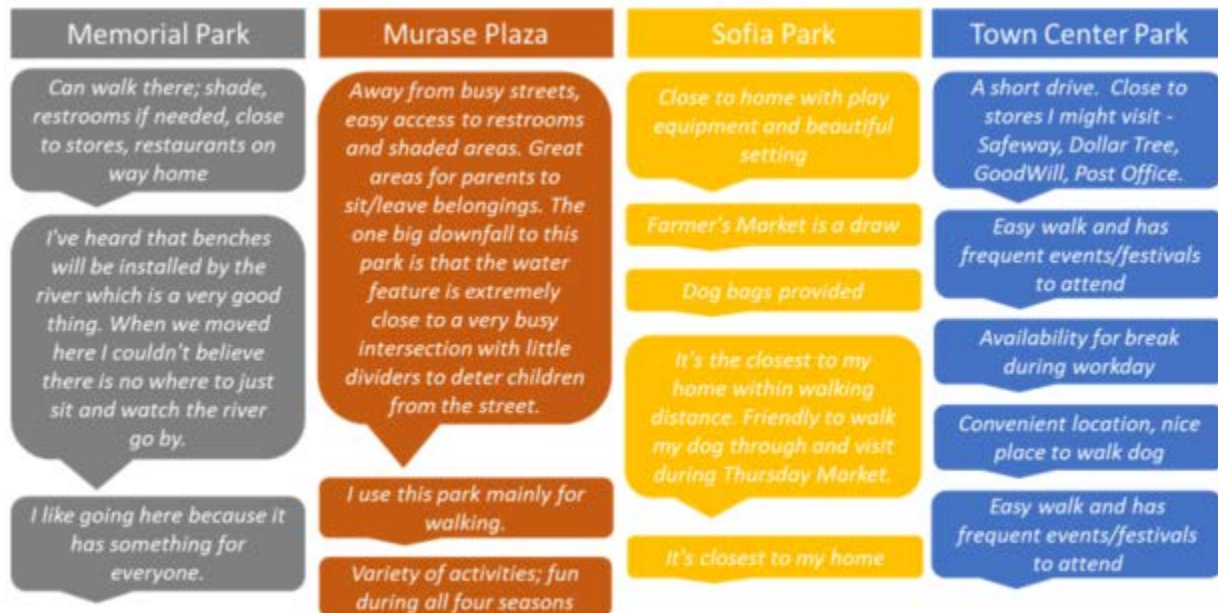 Memorial Park
Can walk there; shade,
restrooms if needed, close
to stores, restaurants on
way home
I've heard that benches
will be installed by the
river which is a very good
thing. When we moved
here I couldn't believe
there is no where to just
sit and watch the river
go by.
I like going here because it
has something for
everyone.
Murase Plaza
Away from busy streets,
easy access to restrooms
and shaded areas. Great
areas for parents to
sit/leave belongings. The
one big downfall to this
park is that the water
feature is extremely
close to a very busy
intersection with little
dividers to deter children
from the street.
I use this park mainly for
walking.
Variety of activities; fun
during all four seasons
Sofia Park
Close to home with play
equipment and beautiful
setting
Farmer's Market is a draw
Dog bags provided
It's the closest to my
home within walking
distance. Friendly to walk
my dog through and visit
during Thursday Market.
It's closest to my home
Town Center Park
A short drive. Close to
stores I might visit -
Safeway, Dollar Tree,
GoodWill, Post Office.
Easy walk and has
frequent events/festivals
to attend
Availability for break
during workday
Convenient location, nice
place to walk dog
Easy walk and has
frequent events/festivals
to attend